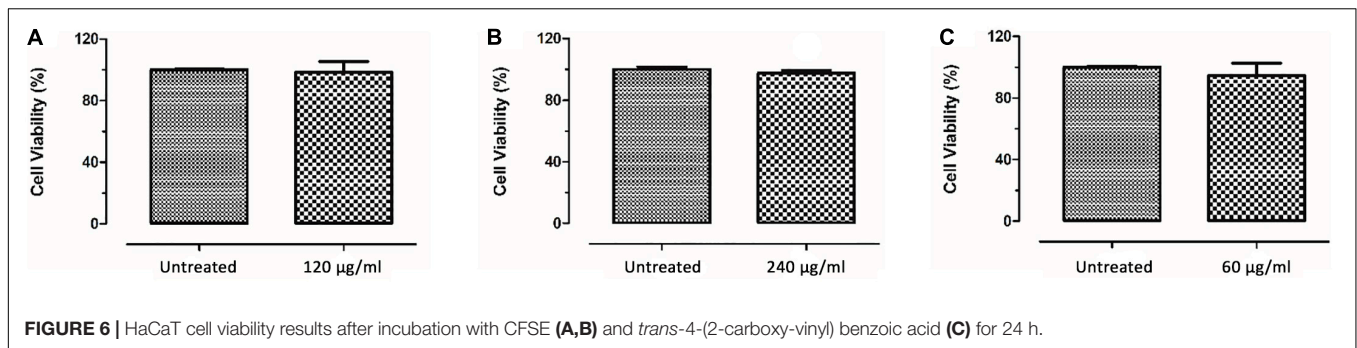 A
120
80
40
0
Cell Viability (%)
Untreated 120 µg/ml
B
120
80
40
0
Cell Viability (%)
Untreated 240 µg/ml
C
120
80
40
0
Cell Viability (%)
Untreated 60 µg/ml
FIGURE 6 | HaCaT cell viability results after incubation with CFSE (A,B) and trans-4-(2-carboxy-vinyl) benzoic acid (C) for 24 h.